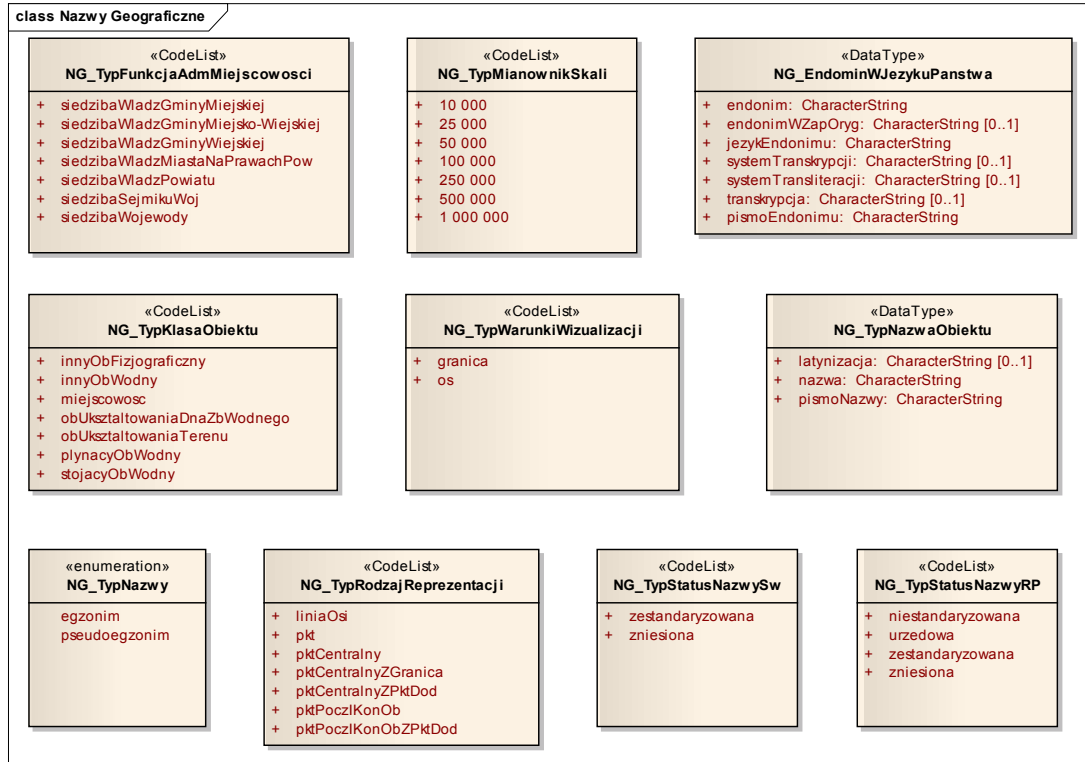 class Nazwy Geograficzne
«CodeList»
NG_TypFunkcjaAdmMiejscowosci
+ siedzibaWladzGminyMiejskiej
+ siedzibaWladzGminyMiejsko-Wiejskiej
+ siedzibaWladzGminyWiejskiej
+ siedzibaWladzMiastaNaPrawachPow
+ siedzibaWladzPowiatu
+ siedzibaSejmikuWoj
+ siedzibaWojewody
«CodeList»
NG_TypMianownikSkali
+ 10 000
+ 25 000
+ 50 000
+ 100 000
+ 250 000
+ 500 000
+ 1 000 000
«DataType»
NG_EndominWJezykuPanstwa
+ endonim: CharacterString
+ endonimWZapOryg: CharacterString [0..1]
+ jezykEndonimu: CharacterString
+ systemTranskrypcji: CharacterString [0..1]
+ systemTransliteracji: CharacterString [0..1]
+ transkrypcja: CharacterString [0..1]
+ pismoEndonimu: CharacterString
«CodeList»
NG_TypKlasaObiektu
+ innyObFizjograficzny
+ innyObWodny
+ miejscowosc
+ obUksztaltowaniaDnaZbWodnego
+ obUksztaltowaniaTerenu
+ plynacyObWodny
+ stojacyObWodny
«CodeList»
NG_TypWarunkiWizualizacji
+ granica
+ os
«DataType»
NG_TypNazwaObiektu
+ latynizacja: CharacterString [0..1]
+ nazwa: CharacterString
+ pismoNazwy: CharacterString
«enumeration»
NG_TypNazwy
egzonim
pseudoegzonim
«CodeList»
NG_TypRodzajReprezentacji
+ liniaOsi
+ pkt
+ pktCentralny
+ pktCentralnyZGranica
+ pktCentralnyZPktDod
+ pktPoczIKonOb
+ pktPoczIKonObZPktDod
«CodeList»
NG_TypStatusNazwySw
+ zestandaryzowana
+ zniesiona
«CodeList»
NG_TypStatusNazwyRP
+ niestandaryzowana
+ urzedowa
+ zestandaryzowana
+ zniesiona